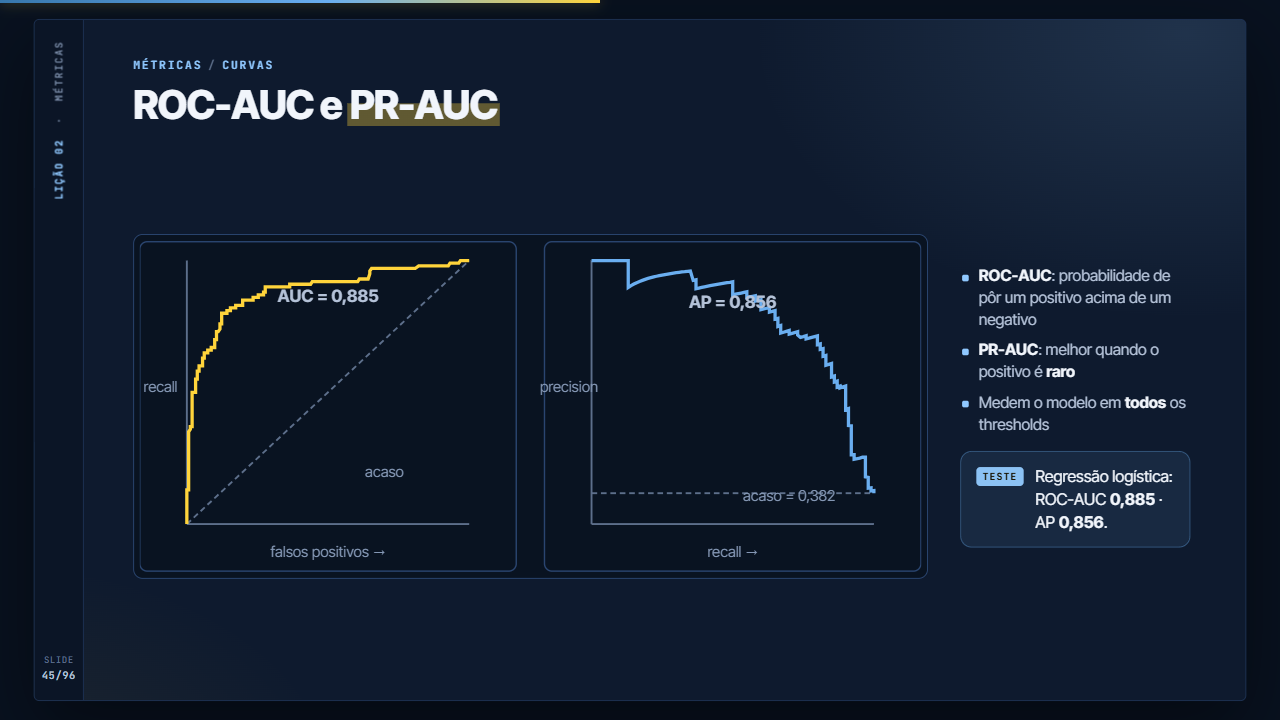 LIÇÃO 02 · MÉTRICAS
MÉTRICAS / CURVAS
ROC-AUC e PR-AUC
AUC = 0,885
recall
acaso
falsos positivos →
AP = 0,856
precision
acaso = 0,382
recall →
ROC-AUC: probabilidade de
pôr um positivo acima de um
negativo
PR-AUC: melhor quando o
positivo é raro
Medem o modelo em todos os
thresholds
TESTE
Regressão logística:
ROC-AUC 0,885 ·
AP 0,856.
SLIDE
45/96